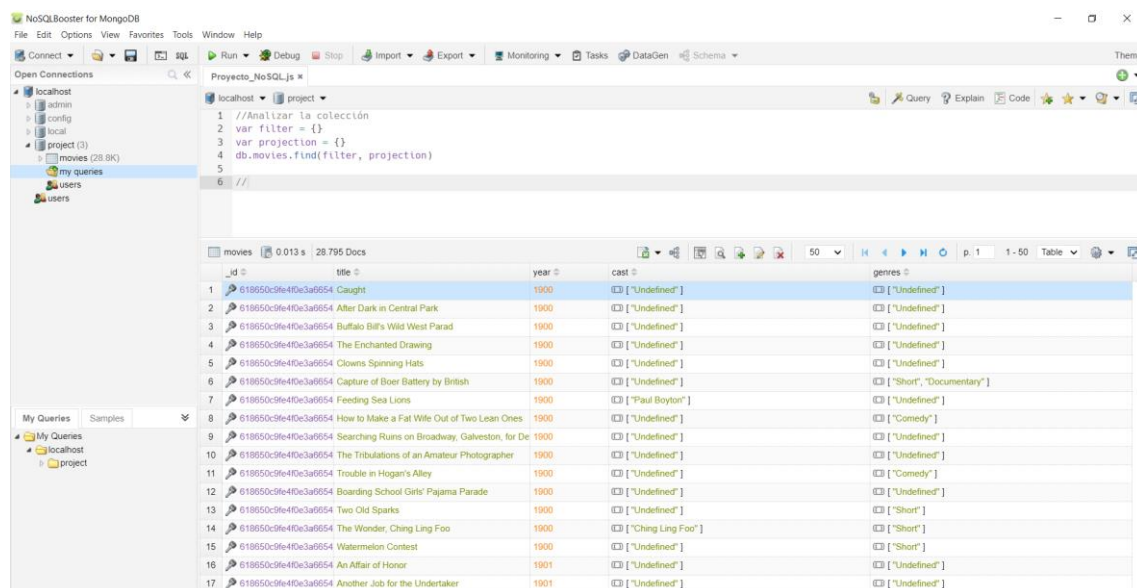 NoSQLBooster for MongoDB
File Edit Options View Favorites Tools Window Help
Connect SQL Run Debug Stop Import Export Monitoring Tasks DataGen Schema Them
Open Connections
localhost
admin
config
local
project (3)
movies (28.8K)
my queries
users
users
My Queries Samples
My Queries
localhost
project
Proyecto_NoSQL.js
localhost project Query Explain Code
1 //Analizar la colección
2 var filter = {}
3 var projection = {}
4 db.movies.find(filter, projection)
5
6 //
movies 0.013 s 28.795 Docs 50 p. 1 1 - 50 Table
_id title year cast genres
1 618650c9fe4f0e3a6654 Caught 1900 [ "Undefined" ] [ "Undefined" ]
2 618650c9fe4f0e3a6654 After Dark in Central Park 1900 [ "Undefined" ] [ "Undefined" ]
3 618650c9fe4f0e3a6654 Buffalo Bill's Wild West Parad 1900 [ "Undefined" ] [ "Undefined" ]
4 618650c9fe4f0e3a6654 The Enchanted Drawing 1900 [ "Undefined" ] [ "Undefined" ]
5 618650c9fe4f0e3a6654 Clowns Spinning Hats 1900 [ "Undefined" ] [ "Undefined" ]
6 618650c9fe4f0e3a6654 Capture of Boer Battery by British 1900 [ "Undefined" ] [ "Short", "Documentary" ]
7 618650c9fe4f0e3a6654 Feeding Sea Lions 1900 [ "Paul Boyton" ] [ "Undefined" ]
8 618650c9fe4f0e3a6654 How to Make a Fat Wife Out of Two Lean Ones 1900 [ "Undefined" ] [ "Comedy" ]
9 618650c9fe4f0e3a6654 Searching Ruins on Broadway, Galveston, for De 1900 [ "Undefined" ] [ "Undefined" ]
10 618650c9fe4f0e3a6654 The Tribulations of an Amateur Photographer 1900 [ "Undefined" ] [ "Undefined" ]
11 618650c9fe4f0e3a6654 Trouble in Hogan's Alley 1900 [ "Undefined" ] [ "Comedy" ]
12 618650c9fe4f0e3a6654 Boarding School Girls' Pajama Parade 1900 [ "Undefined" ] [ "Undefined" ]
13 618650c9fe4f0e3a6654 Two Old Sparks 1900 [ "Undefined" ] [ "Short" ]
14 618650c9fe4f0e3a6654 The Wonder, Ching Ling Foo 1900 [ "Ching Ling Foo" ] [ "Short" ]
15 618650c9fe4f0e3a6654 Watermelon Contest 1900 [ "Undefined" ] [ "Short" ]
16 618650c9fe4f0e3a6654 An Affair of Honor 1901 [ "Undefined" ] [ "Undefined" ]
17 618650c9fe4f0e3a6654 Another Job for the Undertaker 1901 [ "Undefined" ] [ "Undefined" ]